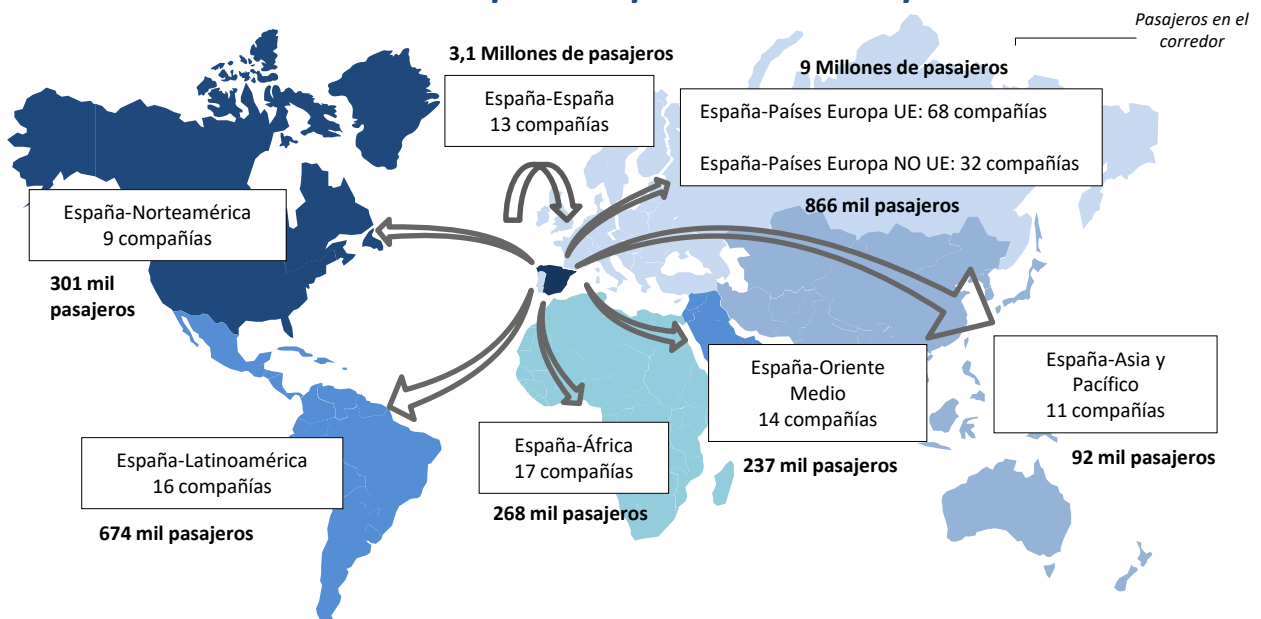 Pasajeros en el
corredor
3,1 Millones de pasajeros
España-España
13 compañías
9 Millones de pasajeros
España-Países Europa UE: 68 compañías
España-Países Europa NO UE: 32 compañías
866 mil pasajeros
España-Norteamérica
9 compañías
301 mil
pasajeros
España-Oriente
Medio
14 compañías
237 mil pasajeros
España-Asia y
Pacífico
11 compañías
92 mil pasajeros
España-África
17 compañías
268 mil pasajeros
España-Latinoamérica
16 compañías
674 mil pasajeros